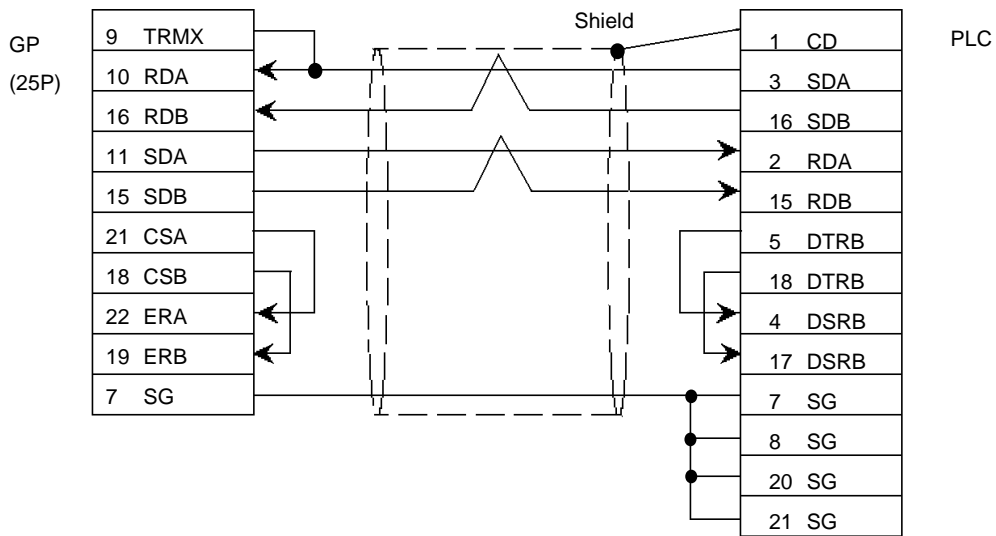 Shield
GP
(25P)
9 TRMX
10 RDA
16 RDB
11 SDA
15 SDB
21 CSA
18 CSB
22 ERA
19 ERB
7 SG
PLC
1 CD
3 SDA
16 SDB
2 RDA
15 RDB
5 DTRB
18 DTRB
4 DSRB
17 DSRB
7 SG
8 SG
20 SG
21 SG